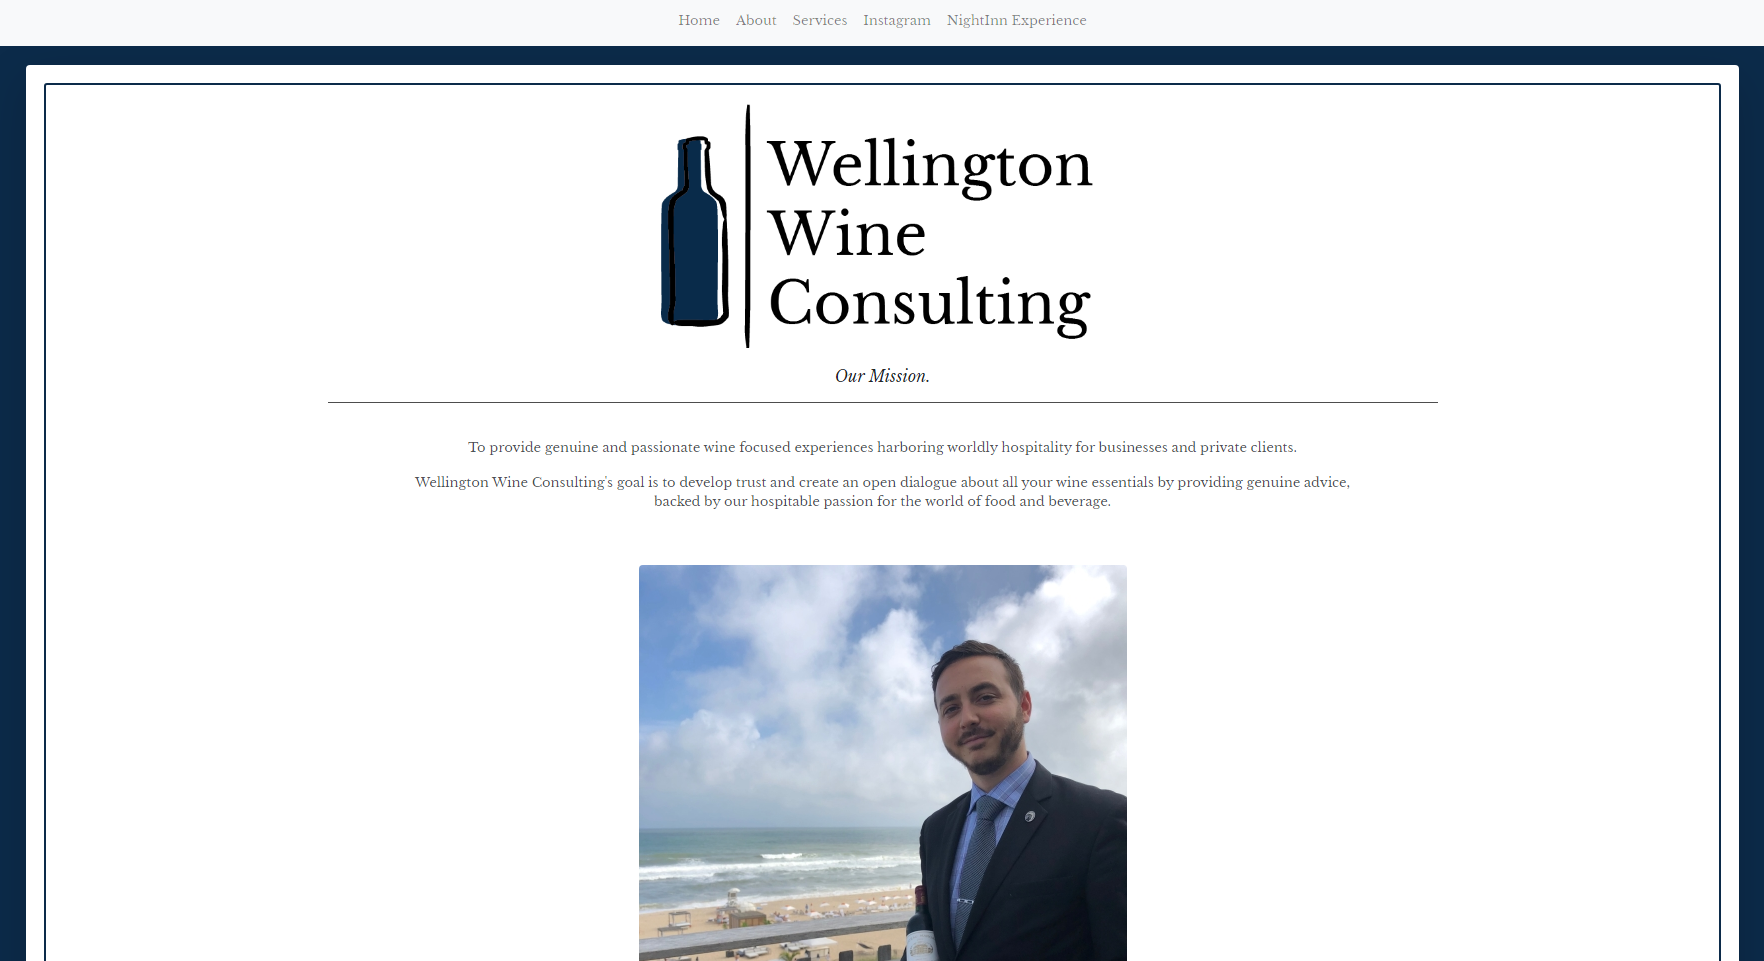 Home About Services Instagram NightInn Experience
Wellington
Wine
Consulting
Our Mission.
To provide genuine and passionate wine focused experiences harboring worldly hospitality for businesses and private clients.
Wellington Wine Consulting's goal is to develop trust and create an open dialogue about all your wine essentials by providing genuine advice,
backed by our hospitable passion for the world of food and beverage.